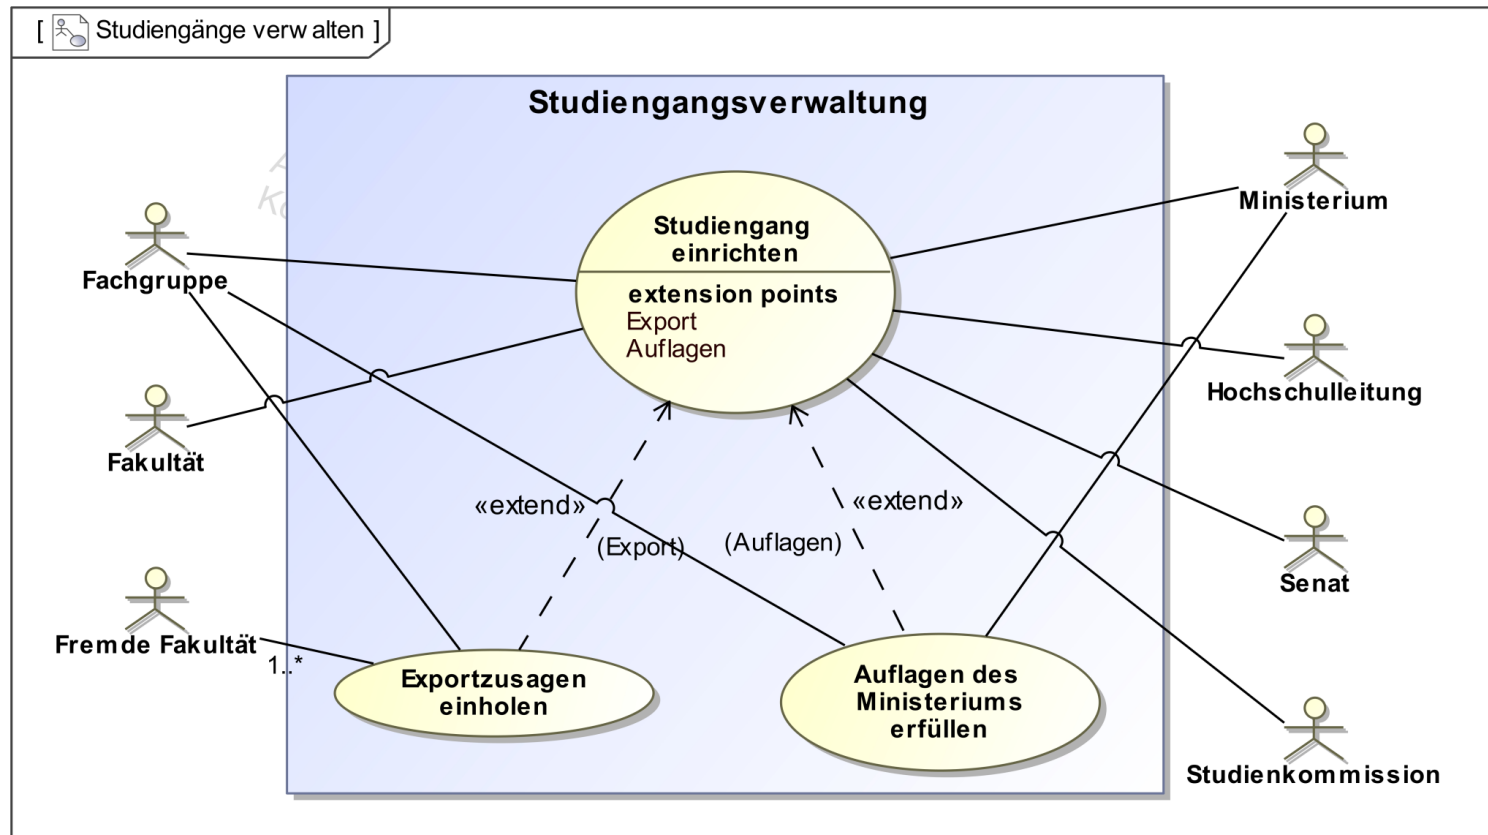 [ Studiengänge verwalten ]
Studiengangsverwaltung
Ministerium
Studiengang
einrichten
extension points
Export
Auflagen
Fachgruppe
Hochschulleitung
Fakultät
«extend»
«extend»
(Export)
(Auflagen)
Senat
Fremde Fakultät
1..*
Exportzusagen
einholen
Auflagen des
Ministeriums
erfüllen
Studienkommission